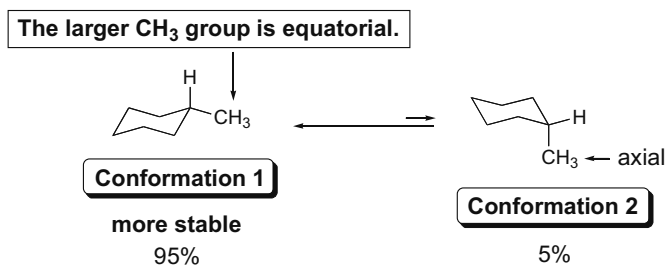 The larger CH₃ group is equatorial.
H
CH₃
H
CH₃ axial
Conformation 1
Conformation 2
more stable
95%
5%